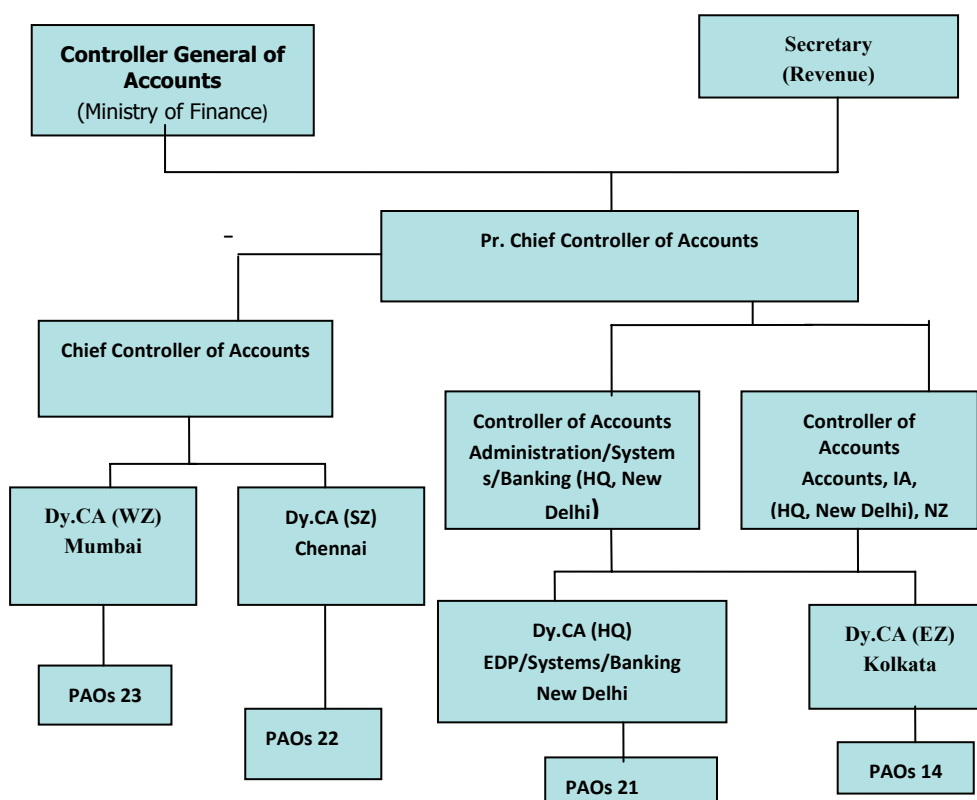 Controller General of
Accounts
(Ministry of Finance)
Secretary
(Revenue)
Pr. Chief Controller of Accounts
Chief Controller of Accounts
Controller of Accounts
Administration/System
s/Banking (HQ, New
Delhi)
Controller of
Accounts
Accounts, IA,
(HQ, New Delhi), NZ
Dy.CA (WZ)
Mumbai
Dy.CA (SZ)
Chennai
Dy.CA (HQ)
EDP/Systems/Banking
New Delhi
Dy.CA (EZ)
Kolkata
PAOs 23
PAOs 22
PAOs 21
PAOs 14